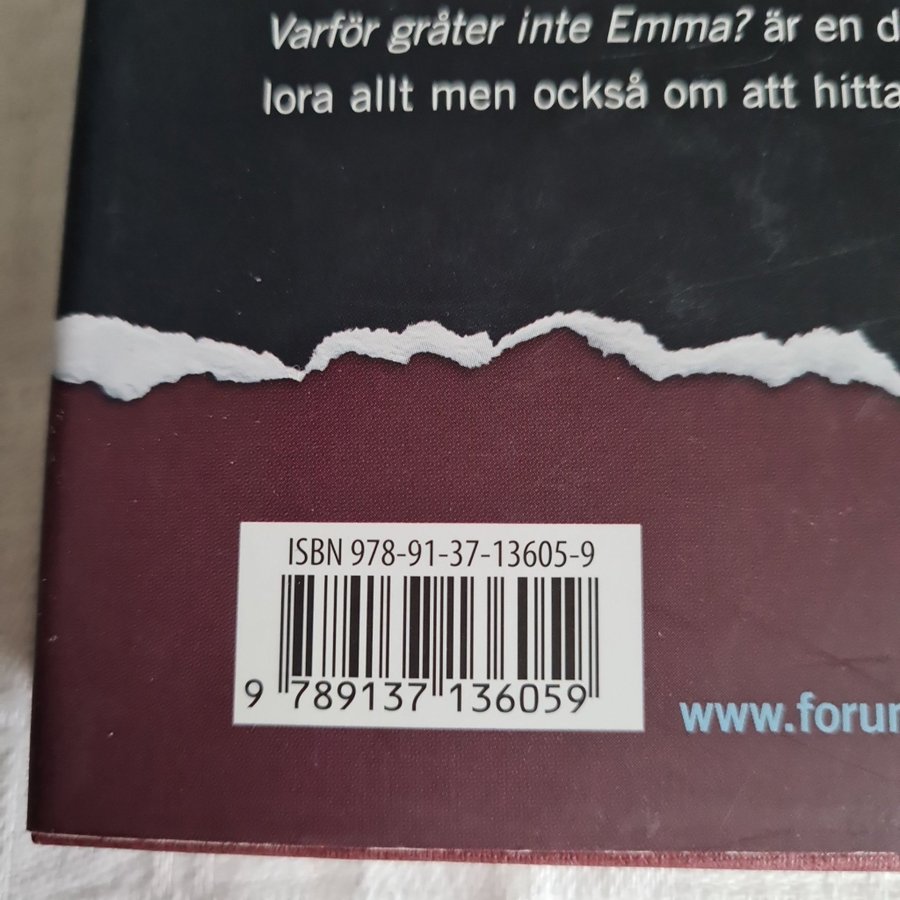 Varför gråter inte Emma? är en d
lora allt men också om att hitta
ISBN 978-91-37-13605-9
9 789137 136059
www.forum